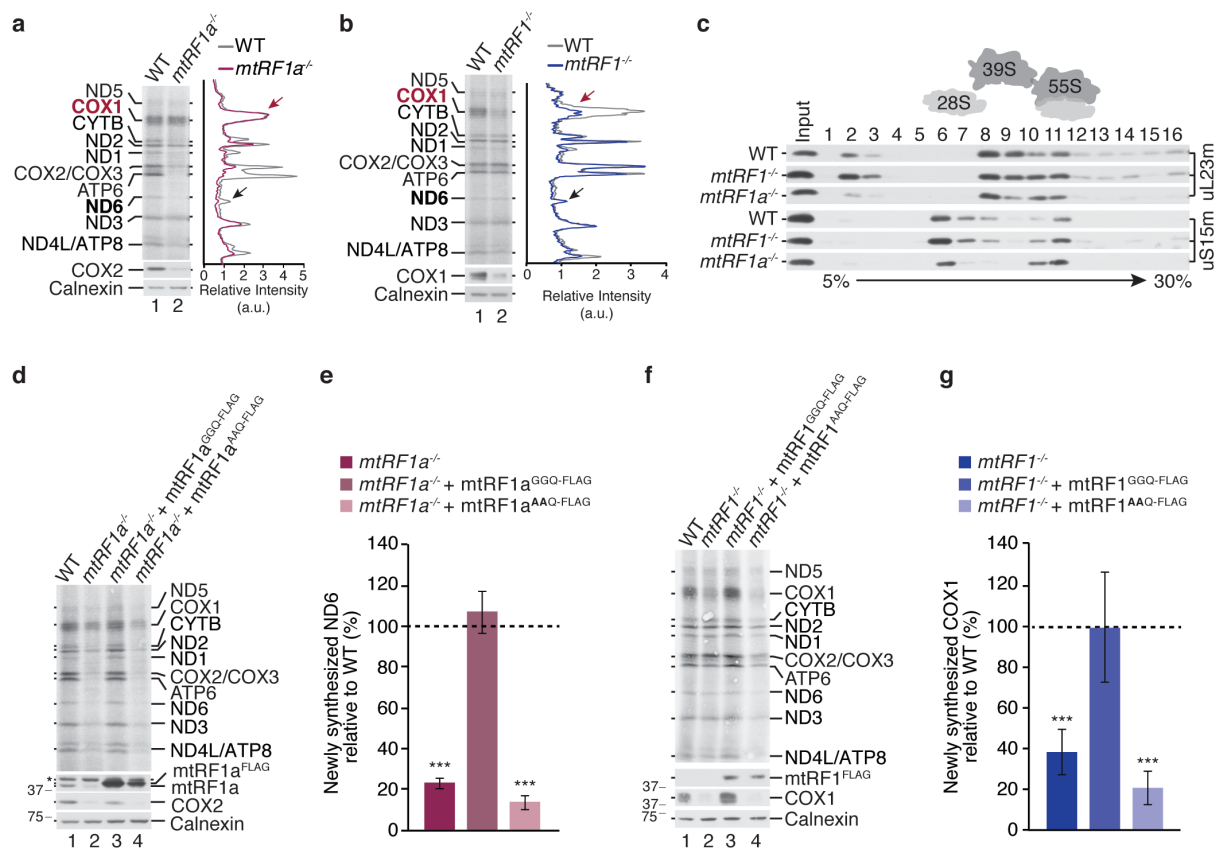 a
WT
mtRF1a-/-
ND5
COX1
CYTB
ND2
ND1
COX2/COX3
ATP6
ND6
ND3
ND4L/ATP8
COX2
Calnexin
1 2
WT
mtRF1a-/-
0 1 2 3 4 5
Relative Intensity
(a.u.)
b
WT
mtRF1-/-
ND5
COX1
CYTB
ND2
ND1
COX2/COX3
ATP6
ND6
ND3
ND4L/ATP8
COX1
Calnexin
1 2
WT
mtRF1-/-
0 1 2 3 4
Relative Intensity
(a.u.)
c
28S
39S
55S
Input 1 2 3 4 5 6 7 8 9 10 11 12 13 14 15 16
WT
mtRF1-/-
mtRF1a-/-
uL23m
WT
mtRF1-/-
mtRF1a-/-
uS15m
5% 30%
d
WT
mtRF1a-/-
mtRF1a-/- + mtRF1aGGQ-FLAG
mtRF1a-/- + mtRF1aAAQ-FLAG
ND5
COX1
CYTB
ND2
ND1
COX2/COX3
ATP6
ND6
ND3
ND4L/ATP8
* mtRF1aFLAG
37 mtRF1a
COX2
75 Calnexin
1 2 3 4
e
mtRF1a-/-
mtRF1a-/- + mtRF1aGGQ-FLAG
mtRF1a-/- + mtRF1aAAQ-FLAG
Newly synthesized ND6
relative to WT (%)
140
120
100
80
60
40
20
0
*** ***
f
WT
mtRF1-/-
mtRF1-/- + mtRF1GGQ-FLAG
mtRF1-/- + mtRF1AAQ-FLAG
ND5
COX1
CYTB
ND2
ND1
COX2/COX3
ATP6
ND6
ND3
ND4L/ATP8
37 mtRF1FLAG
37 COX1
75 Calnexin
1 2 3 4
g
mtRF1-/-
mtRF1-/- + mtRF1GGQ-FLAG
mtRF1-/- + mtRF1AAQ-FLAG
Newly synthesized COX1
relative to WT (%)
140
120
100
80
60
40
20
0
*** ***